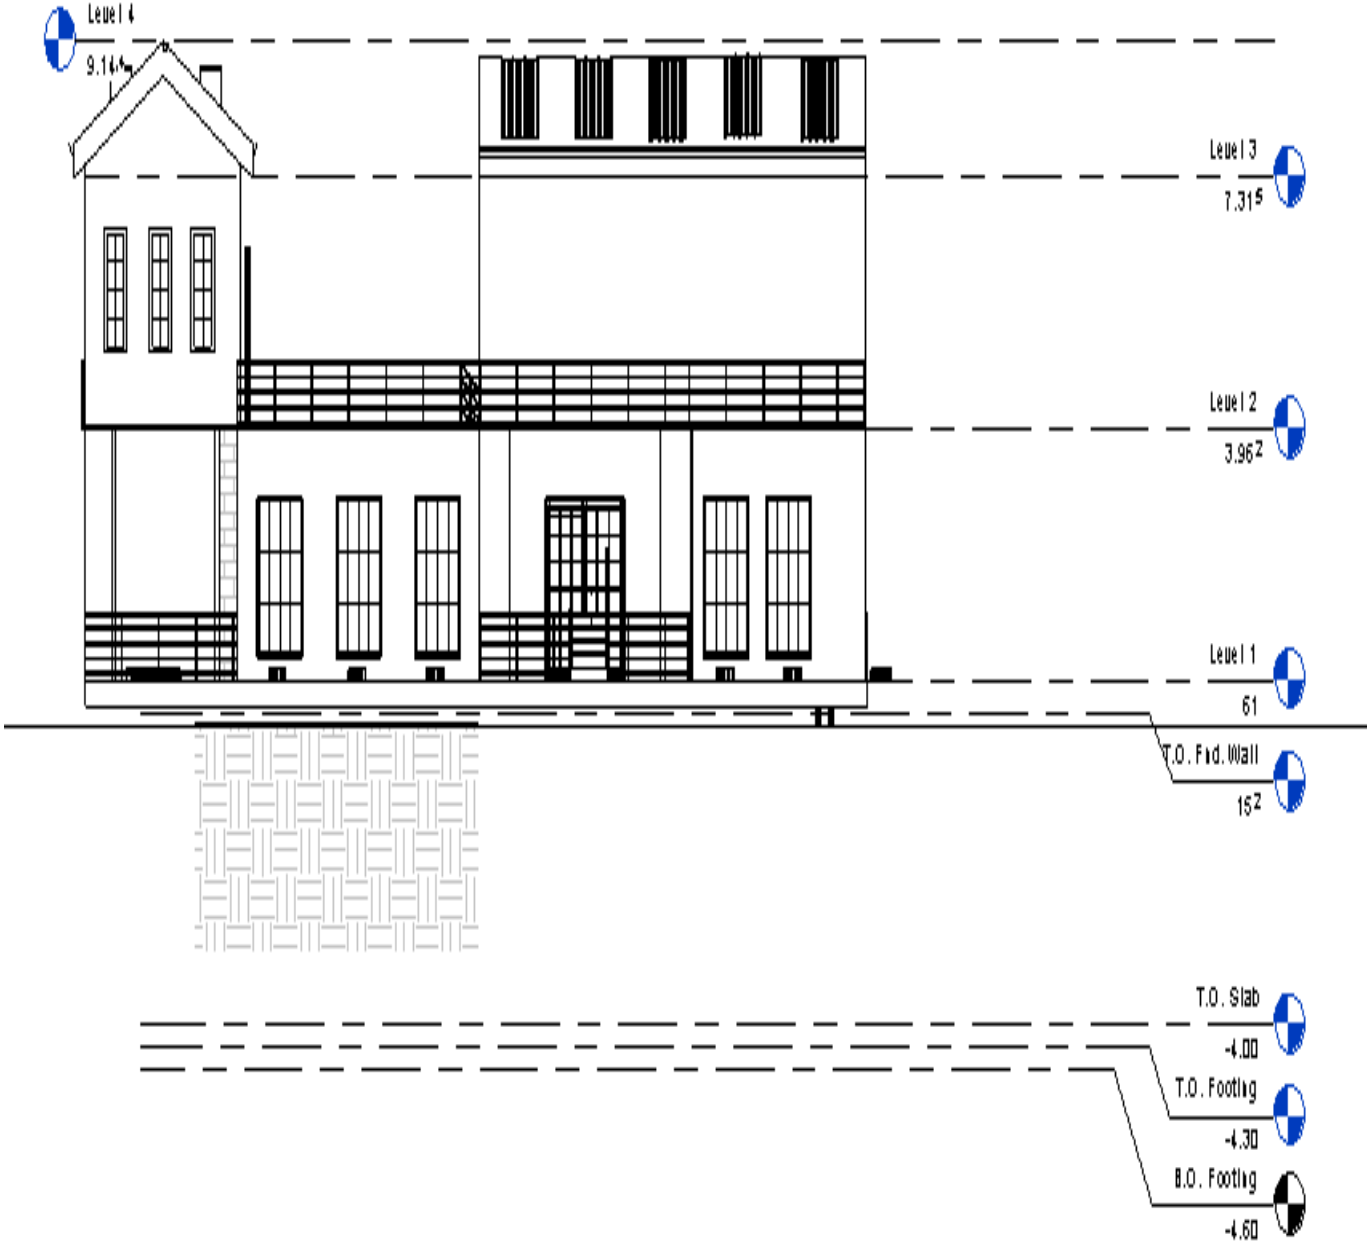 Level 4
9.14⁴
Level 3
7.31⁵
Level 2
3.96²
Level 1
61
T.O. Fnd. Wall
15²
T.O. Slab
-4.00
T.O. Footing
-4.30
B.O. Footing
-4.60